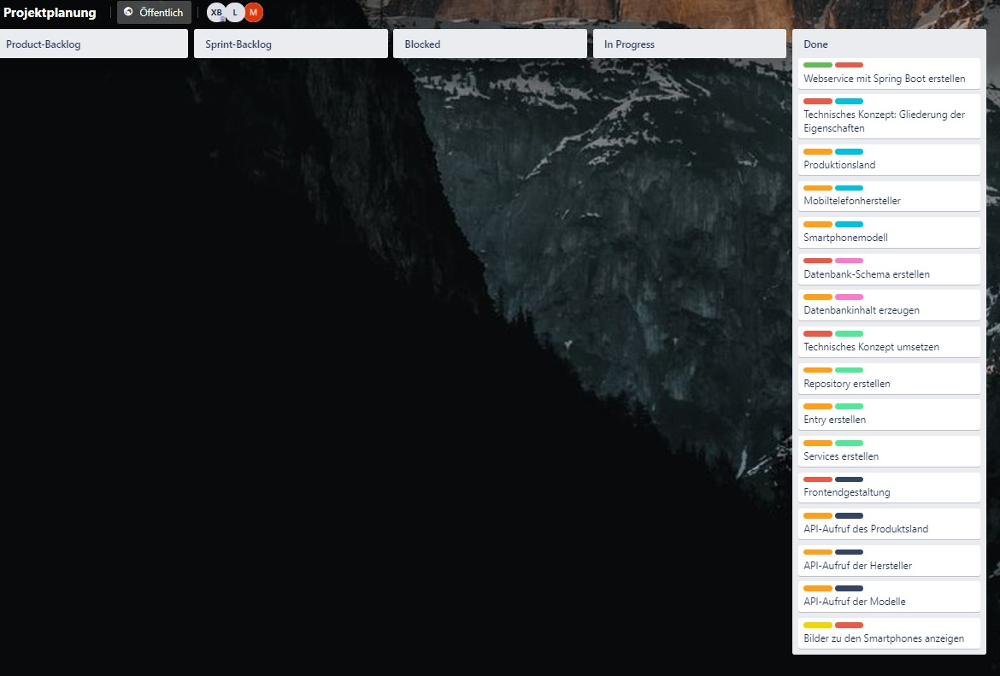 Projektplanung
Öffentlich
XB
L
M
Product-Backlog
Sprint-Backlog
Blocked
In Progress
Done
Webservice mit Spring Boot erstellen
Technisches Konzept: Gliederung der
Eigenschaften
Produktionsland
Mobiltelefonhersteller
Smartphonemodell
Datenbank-Schema erstellen
Datenbankinhalt erzeugen
Technisches Konzept umsetzen
Repository erstellen
Entry erstellen
Services erstellen
Frontendgestaltung
API-Aufruf des Produktsland
API-Aufruf der Hersteller
API-Aufruf der Modelle
Bilder zu den Smartphones anzeigen